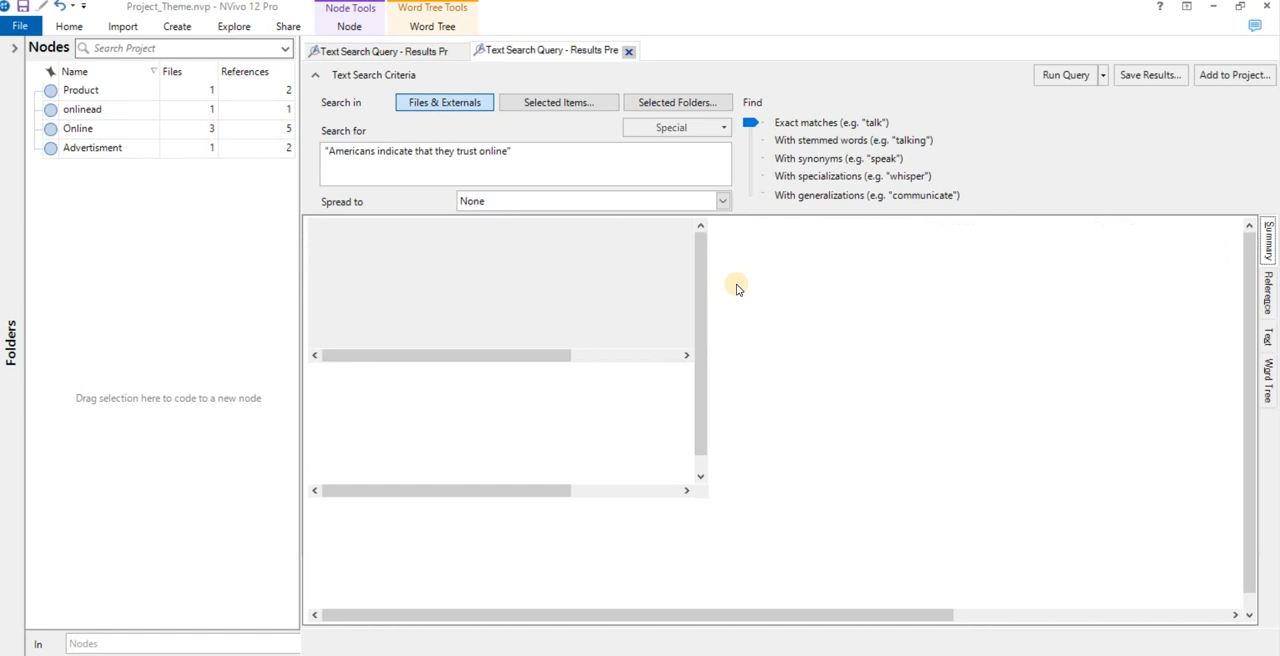 Project_Theme.nvp - NVivo 12 Pro
Node Tools
Word Tree Tools
?
File
Home
Import
Create
Explore
Share
Node
Word Tree
Nodes
Search Project
Text Search Query - Results Pr
Text Search Query - Results Pre
Name
Files
References
Product 1 2
onlinead 1 1
Online 3 5
Advertisment 1 2
Text Search Criteria
Run Query
Save Results...
Add to Project...
Search in
Files & Externals
Selected Items...
Selected Folders...
Find
Search for
Special
Exact matches (e.g. "talk")
With stemmed words (e.g. "talking")
With synonyms (e.g. "speak")
With specializations (e.g. "whisper")
With generalizations (e.g. "communicate")
"Americans indicate that they trust online"
Spread to
None
Summary
Reference
Text
Word Tree
Folders
Drag selection here to code to a new node
In
Nodes